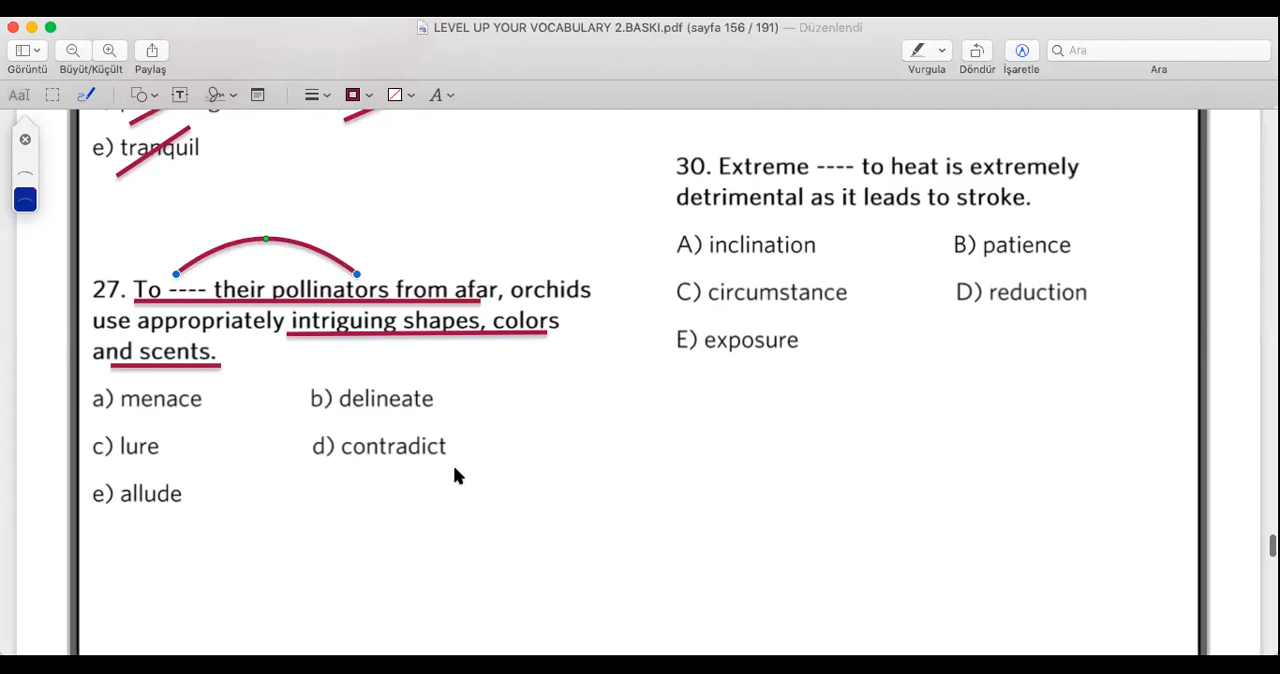 LEVEL UP YOUR VOCABULARY 2.BASKI.pdf (sayfa 156 / 191) — Düzenlendi
Görüntü
Büyüt/Küçült
Paylaş
Vurgula
Döndür
İşaretle
Ara
Ara
e) tranquil
27. To ---- their pollinators from afar, orchids
use appropriately intriguing shapes, colors
and scents.
a) menace b) delineate
c) lure d) contradict
e) allude
30. Extreme ---- to heat is extremely
detrimental as it leads to stroke.
A) inclination B) patience
C) circumstance D) reduction
E) exposure